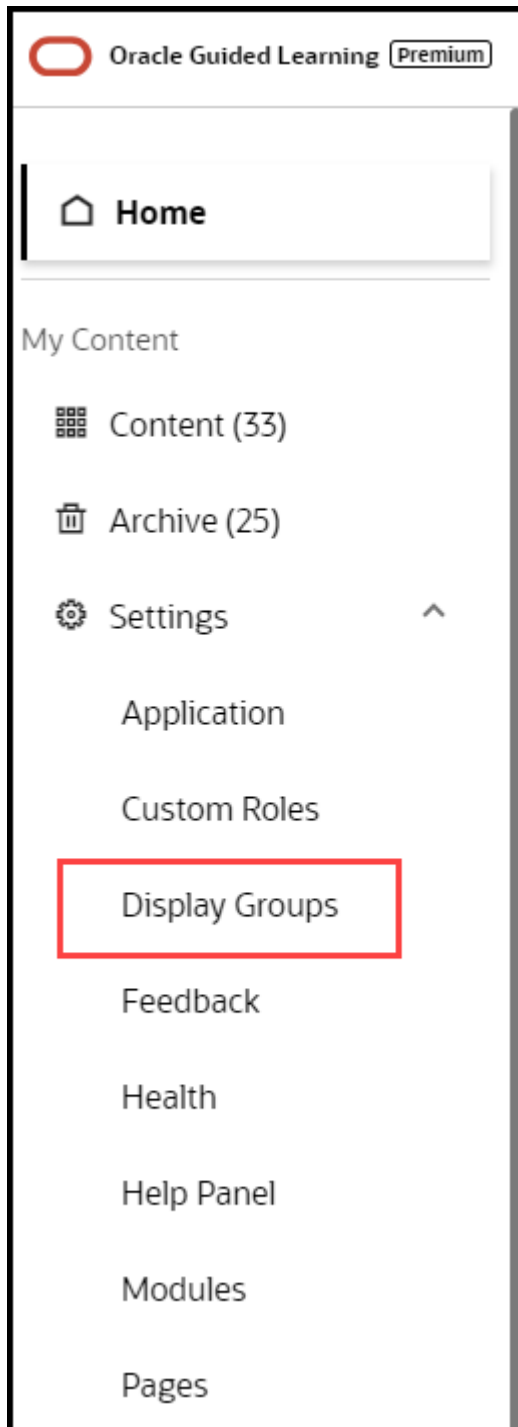 Oracle Guided Learning Premium
Home
My Content
Content (33)
Archive (25)
Settings
Application
Custom Roles
Display Groups
Feedback
Health
Help Panel
Modules
Pages